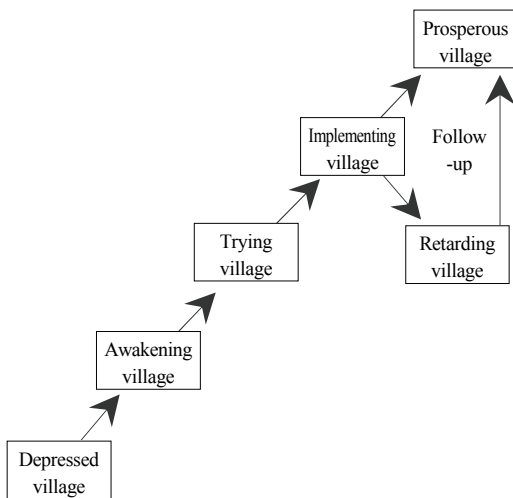 Prosperous
village
Implementing
village
Follow
-up
Trying
village
Retarding
village
Awakening
village
Depressed
village